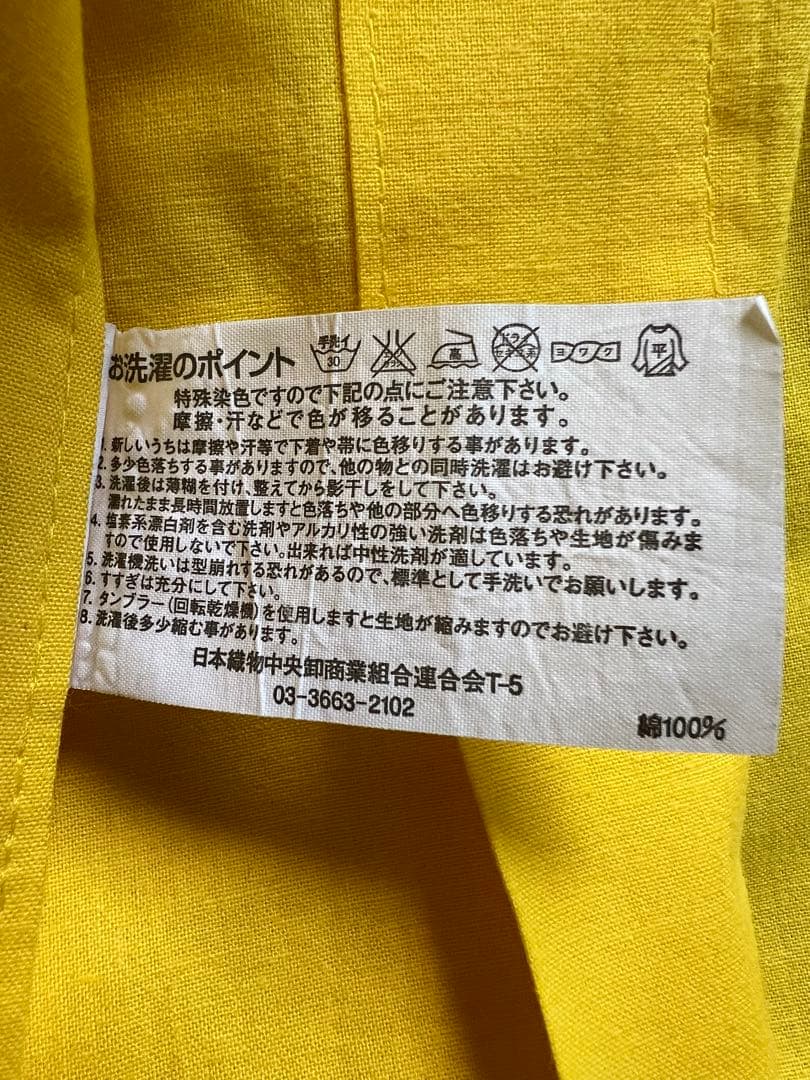 お洗濯のポイント 手洗イ 30 エンソサラシ 高 ドライ セキユ系 ヨワク 平
特殊染色ですので下記の点にご注意下さい。
摩擦・汗などで色が移ることがあります。
1. 新しいうちは摩擦や汗等で下着や帯に色移りする事があります。
2. 多少色落ちする事がありますので、他の物との同時洗濯はお避け下さい。
3. 洗濯後は薄糊を付け、整えてから影干しをして下さい。
濡れたまま長時間放置しますと色落ちや他の部分へ色移りする恐れがあります。
4. 塩素系漂白剤を含む洗剤やアルカリ性の強い洗剤は色落ちや生地が傷みま
すので使用しないで下さい。出来れば中性洗剤が適しています。
5. 洗濯機洗いは型崩れする恐れがあるので、標準として手洗いでお願いします。
6. すすぎは充分にして下さい。
7. タンブラー(回転乾燥機)を使用しますと生地が縮みますのでお避け下さい。
8. 洗濯後多少縮む事があります。
日本織物中央卸商業組合連合会T-5
03-3663-2102
綿100%